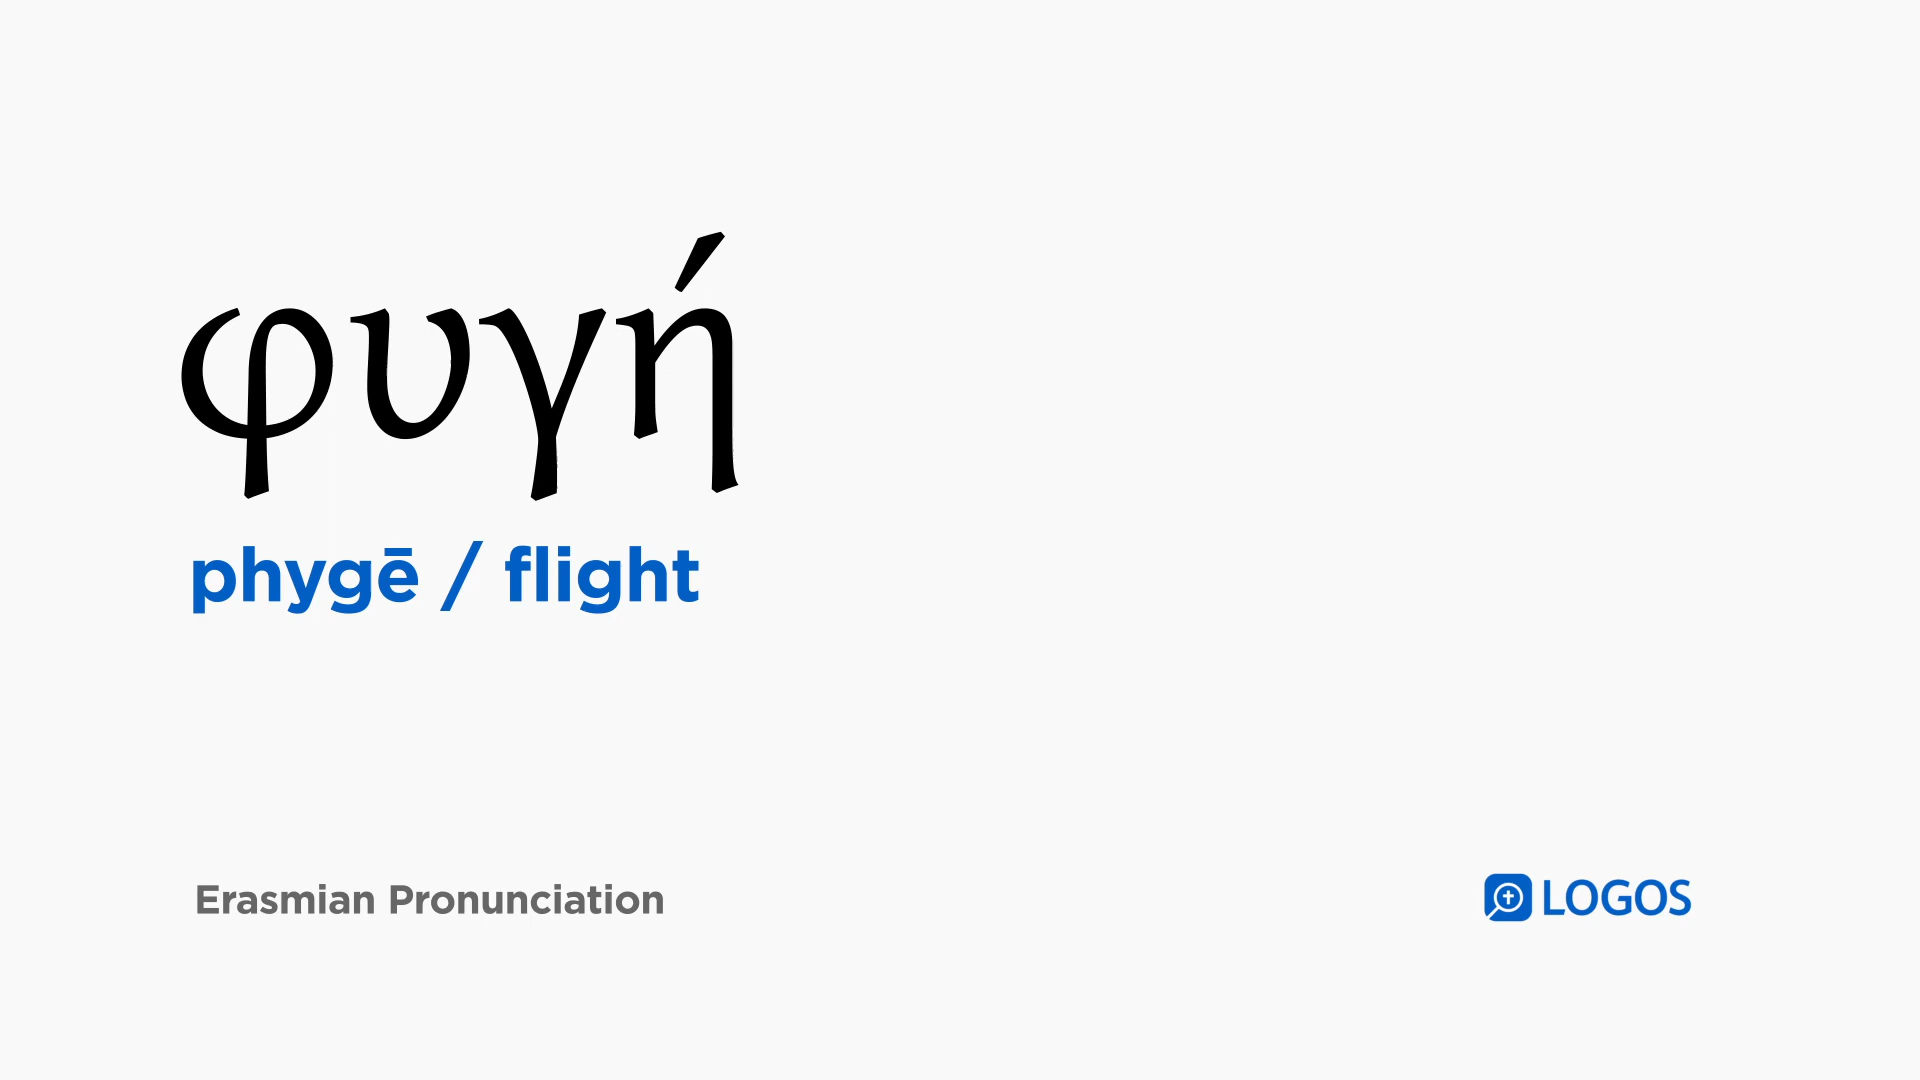 φυγή
phygē / flight
Erasmian Pronunciation
LOGOS